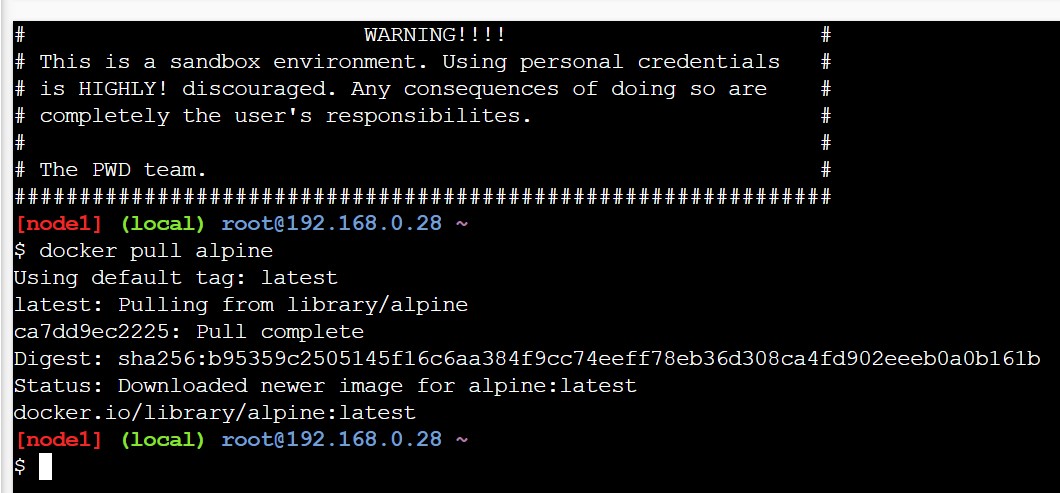 # WARNING!!!! #
# This is a sandbox environment. Using personal credentials #
# is HIGHLY! discouraged. Any consequences of doing so are #
# completely the user's responsibilites. #
# #
# The PWD team. #
###############################################################
[node1] (local) root@192.168.0.28 ~
$ docker pull alpine
Using default tag: latest
latest: Pulling from library/alpine
ca7dd9ec2225: Pull complete
Digest: sha256:b95359c2505145f16c6aa384f9cc74eeff78eb36d308ca4fd902eeeb0a0b161b
Status: Downloaded newer image for alpine:latest
docker.io/library/alpine:latest
[node1] (local) root@192.168.0.28 ~
$